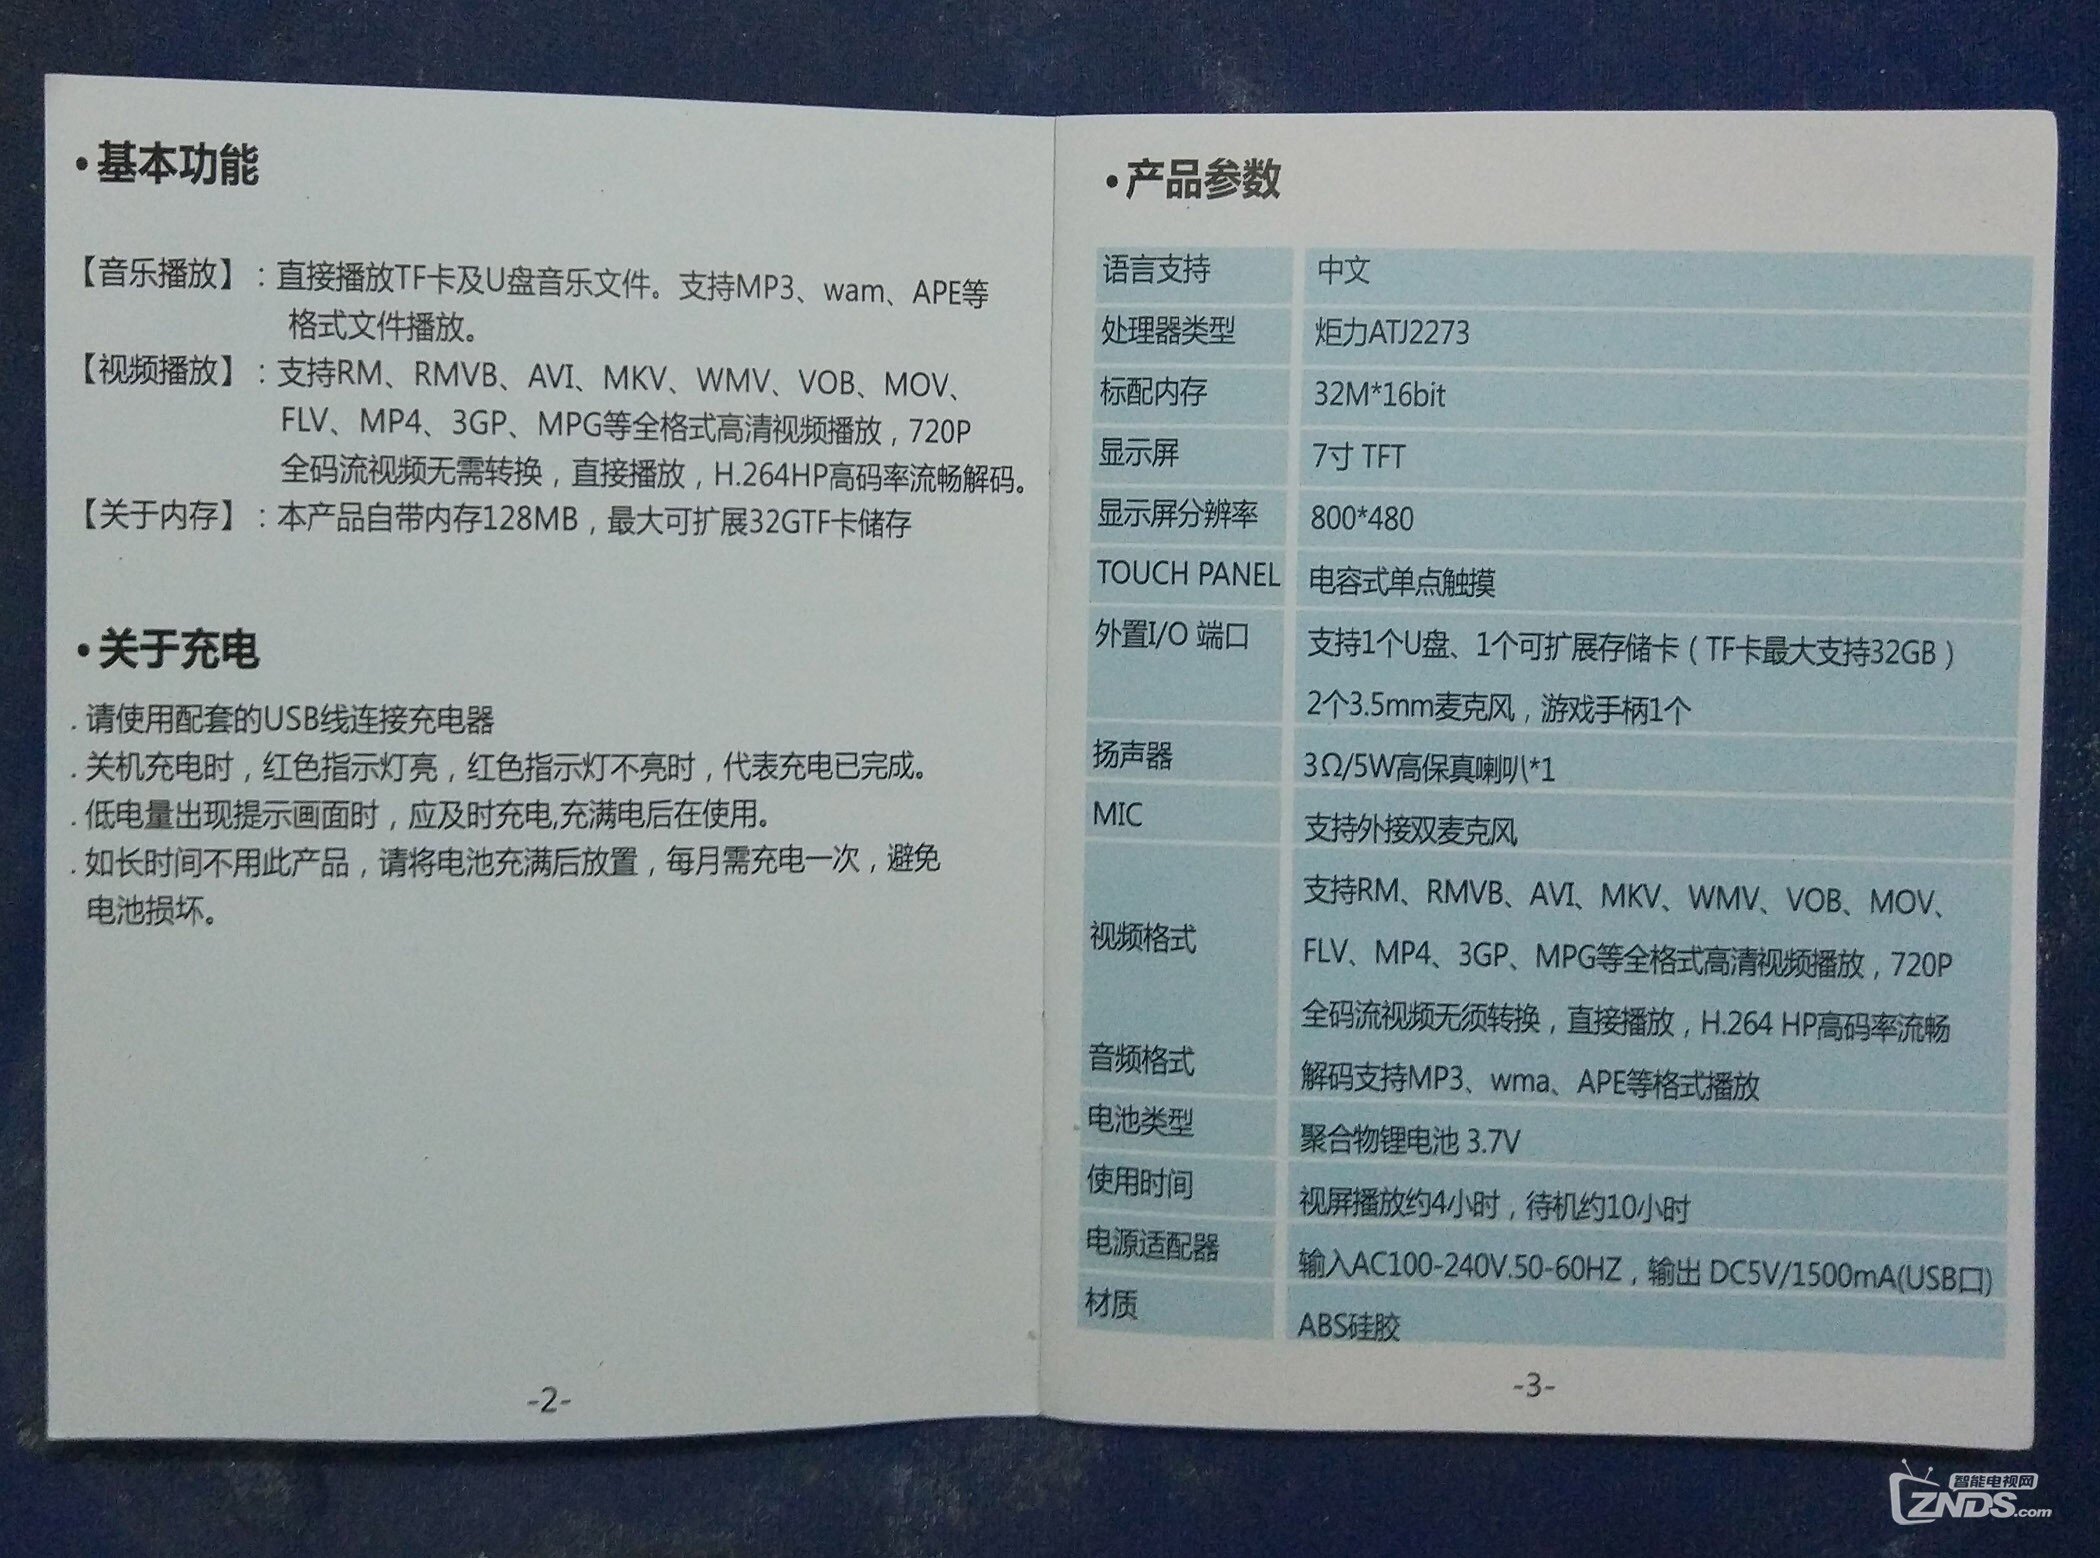 •基本功能
【音乐播放】:直接播放TF卡及U盘音乐文件。支持MP3、wam、APE等
格式文件播放。
【视频播放】:支持RM、RMVB、AVI、MKV、WMV、VOB、MOV、
FLV、MP4、3GP、MPG等全格式高清视频播放，720P
全码流视频无需转换，直接播放，H.264HP高码率流畅解码。
【关于内存】:本产品自带内存128MB，最大可扩展32GTF卡储存
•关于充电
.请使用配套的USB线连接充电器
.关机充电时，红色指示灯亮，红色指示灯不亮时，代表充电已完成。
.低电量出现提示画面时，应及时充电,充满电后在使用。
.如长时间不用此产品，请将电池充满后放置，每月需充电一次，避免
电池损坏。
-2-
•产品参数
语言支持 中文
处理器类型 炬力ATJ2273
标配内存 32M*16bit
显示屏 7寸 TFT
显示屏分辨率 800*480
TOUCH PANEL 电容式单点触摸
外置I/O 端口 支持1个U盘、1个可扩展存储卡（TF卡最大支持32GB）
2个3.5mm麦克风，游戏手柄1个
扬声器 3Ω/5W高保真喇叭*1
MIC 支持外接双麦克风
支持RM、RMVB、AVI、MKV、WMV、VOB、MOV、
视频格式 FLV、MP4、3GP、MPG等全格式高清视频播放，720P
全码流视频无须转换，直接播放，H.264 HP高码率流畅
音频格式 解码支持MP3、wma、APE等格式播放
电池类型 聚合物锂电池 3.7V
使用时间 视屏播放约4小时，待机约10小时
电源适配器 输入AC100-240V.50-60HZ，输出 DC5V/1500mA(USB口)
材质 ABS硅胶
-3-
智能电视网
ZNDS.com